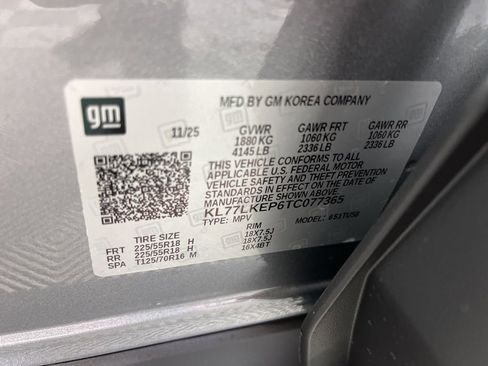 gm
MFD BY GM KOREA COMPANY
11/25
GVWR GAWR FRT GAWR RR
1880 KG 1060 KG 1060 KG
4145 LB 2336 LB 2336 LB
THIS VEHICLE CONFORMS TO ALL
APPLICABLE U.S. FEDERAL MOTOR
VEHICLE SAFETY AND THEFT PREVENTION
STANDARDS IN EFFECT ON THE DATE OF
MANUFACTURE SHOWN ABOVE.
KL77LKEP6TC077365
TYPE: MPV MODEL:
TIRE SIZE RIM
FRT 225/55R18 H 18X7.5J
RR 225/55R18 H 18X7.5J
SPA T125/70R16 M 16X4BT